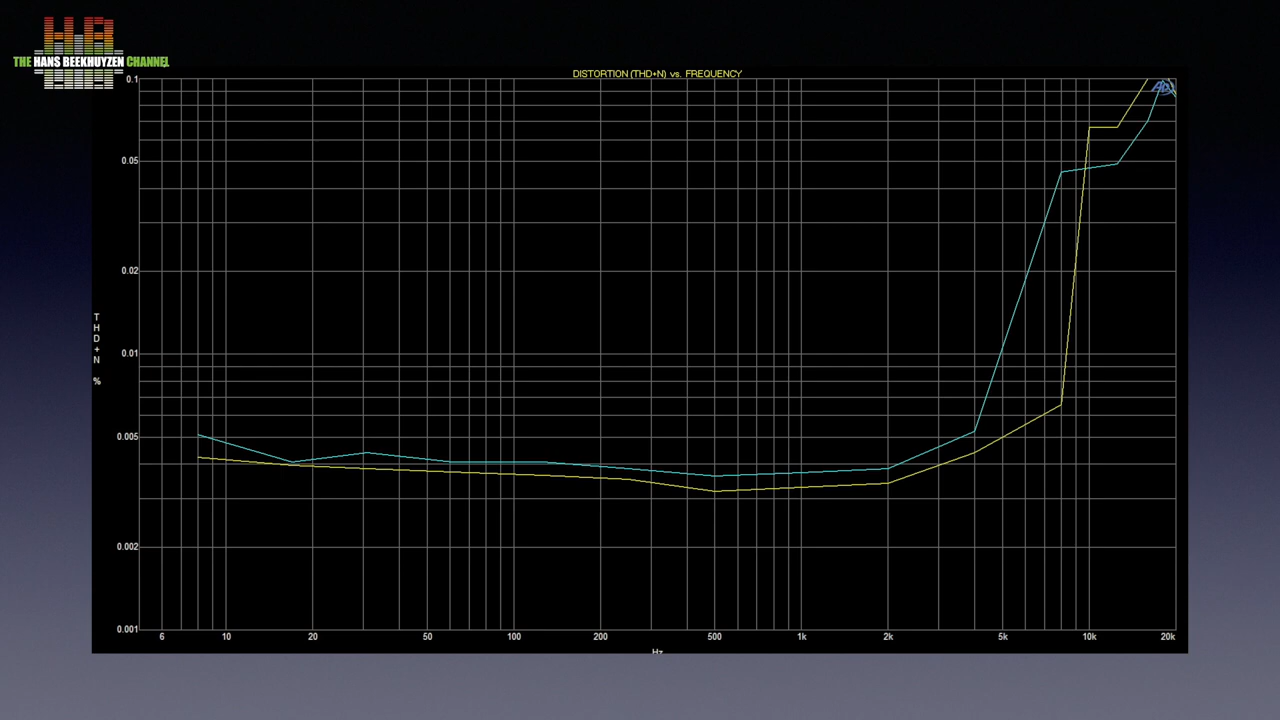 H.B
THE HANS BEEKHUYZEN CHANNEL
DISTORTION (THD+N) vs. FREQUENCY
AP
0.1
0.05
0.02
0.01
0.005
0.002
0.001
T
H
D
+
N
%
6 10 20 50 100 200 500 1k 2k 5k 10k 20k
Hz